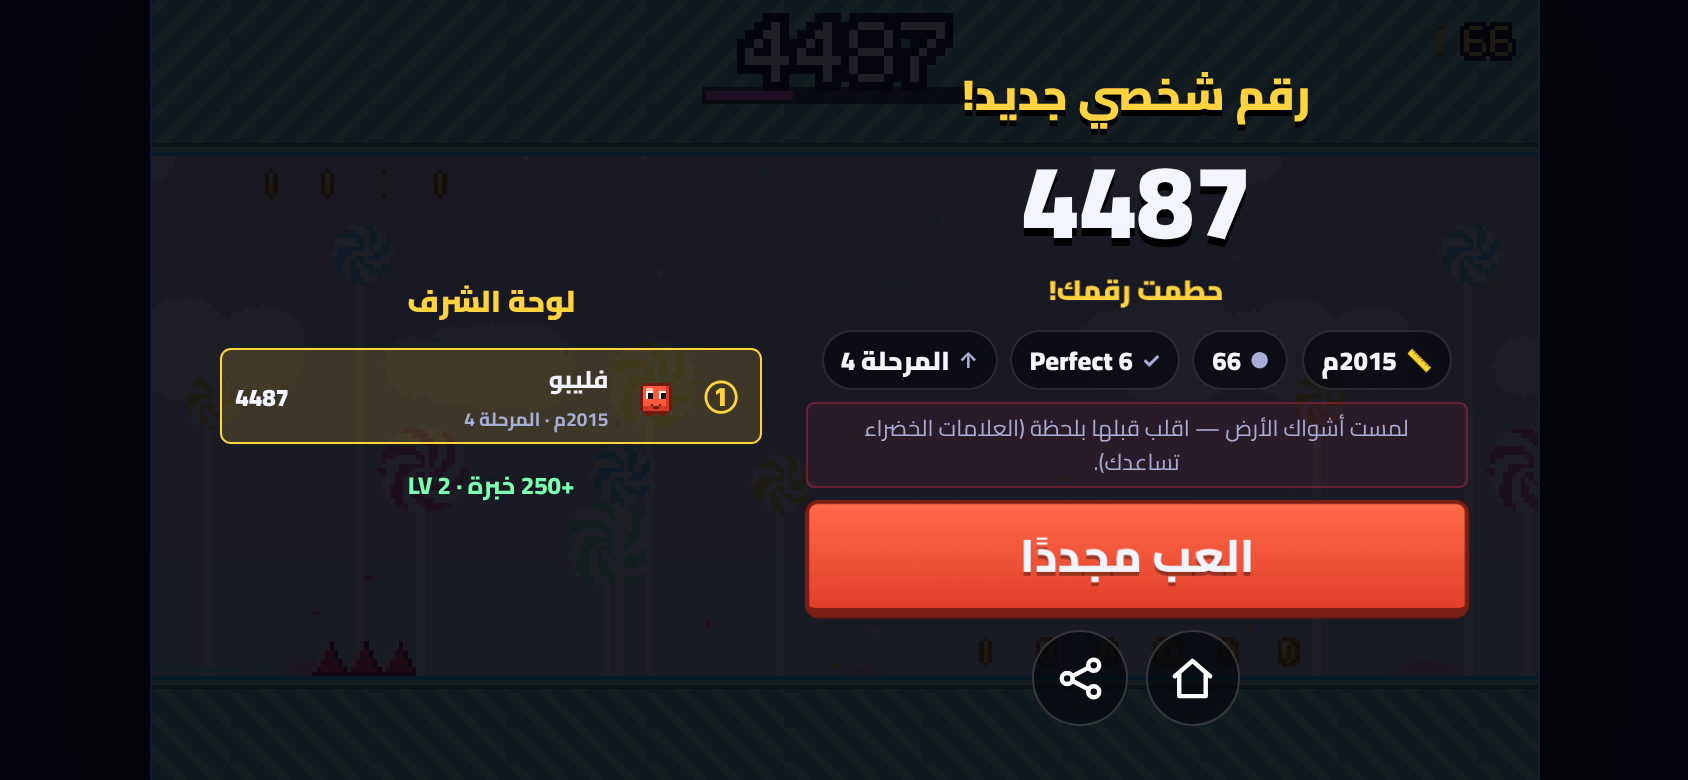 4487
66
رقم شخصي جديد!
4487
حطمت رقمك!
2015م
66
Perfect 6
المرحلة 4
لمست أشواك الأرض — اقلب قبلها بلحظة (العلامات الخضراء
تساعدك).
العب مجددًا
لوحة الشرف
1
فليبو
2015م · المرحلة 4
4487
+250 خبرة · LV 2